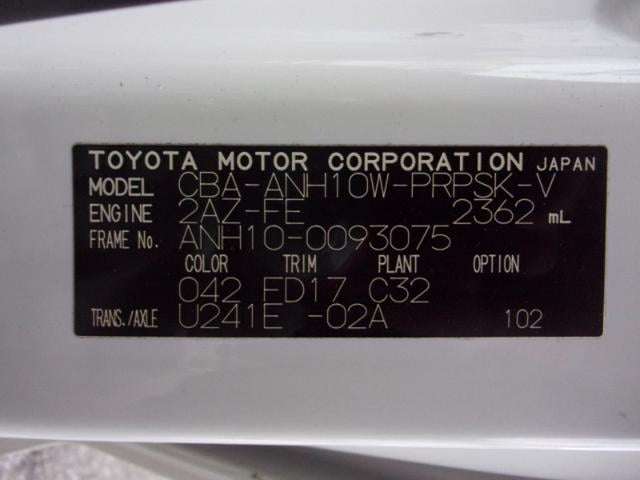 TOYOTA MOTOR CORPORATION JAPAN
MODEL CBA-ANH10W-PRPSK-V
ENGINE 2AZ-FE 2362 mL
FRAME No. ANH10-0093075
COLOR TRIM PLANT OPTION
042 FD17 C32
TRANS./AXLE U241E -02A 102